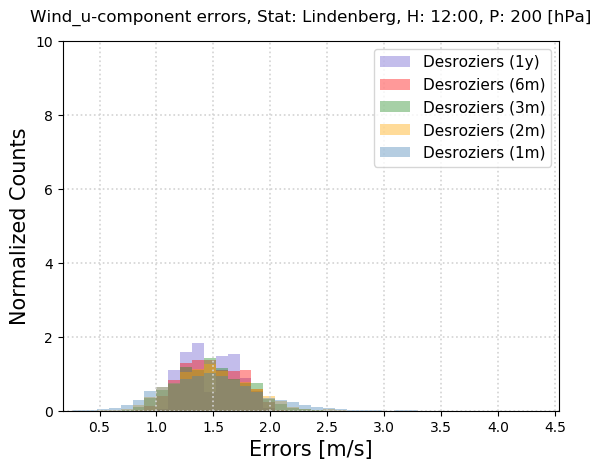 Wind_u-component errors, Stat: Lindenberg, H: 12:00, P: 200 [hPa]
10
8
6
4
2
0
Normalized Counts
Desroziers (1y)
Desroziers (6m)
Desroziers (3m)
Desroziers (2m)
Desroziers (1m)
0.5 1.0 1.5 2.0 2.5 3.0 3.5 4.0 4.5
Errors [m/s]